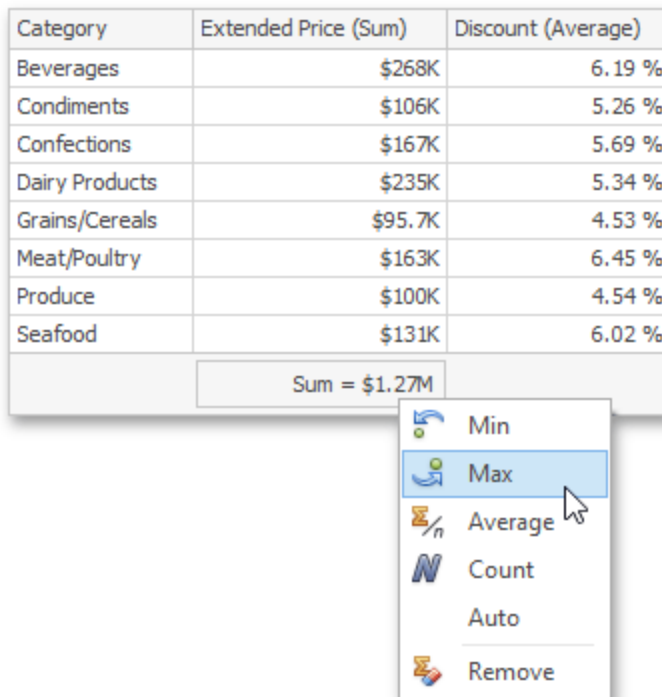 Category Extended Price (Sum) Discount (Average)
Beverages $268K 6.19 %
Condiments $106K 5.26 %
Confections $167K 5.69 %
Dairy Products $235K 5.34 %
Grains/Cereals $95.7K 4.53 %
Meat/Poultry $163K 6.45 %
Produce $100K 4.54 %
Seafood $131K 6.02 %
Sum = $1.27M
Min
Max
Average
Count
Auto
Remove